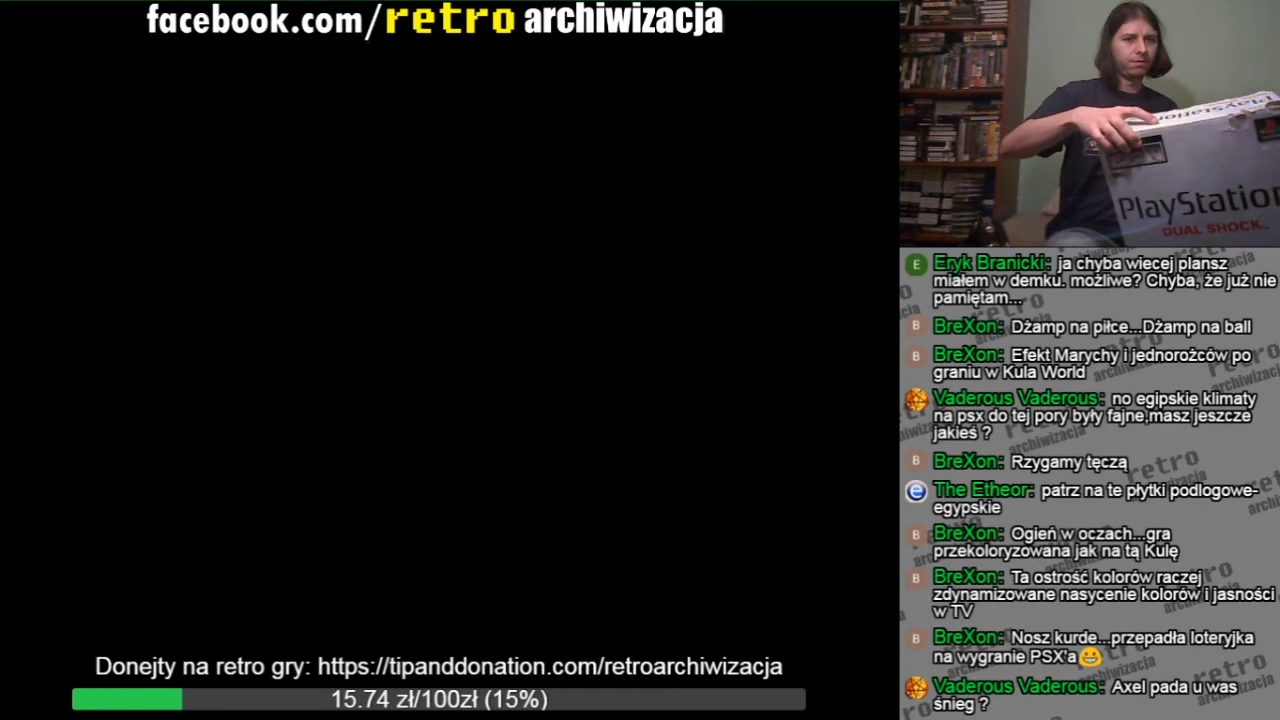 facebook.com/retro archiwizacja
PlayStation
PlayStation
DUAL SHOCK
Eryk Branicki: ja chyba wiecej plansz
miałem w demku. możliwe? Chyba, że już nie
pamiętam...
BreXon: Dżamp na piłce...Dżamp na ball
BreXon: Efekt Marychy i jednorożców po
graniu w Kula World
Vaderous Vaderous: no egipskie klimaty
na psx do tej pory były fajne,masz jeszcze
jakieś ?
BreXon: Rzygamy tęczą
The Etheor: patrz na te płytki podlogowe-
egypskie
BreXon: Ogień w oczach...gra
przekoloryzowana jak na tą Kulę
BreXon: Ta ostrość kolorów raczej
zdynamizowane nasycenie kolorów i jasności
w TV
BreXon: Nosz kurde...przepadła loteryjka
na wygranie PSX'a😀
Vaderous Vaderous: Axel pada u was
śnieg ?
Donejty na retro gry: https://tipanddonation.com/retroarchiwizacja
15.74 zł/100zł (15%)